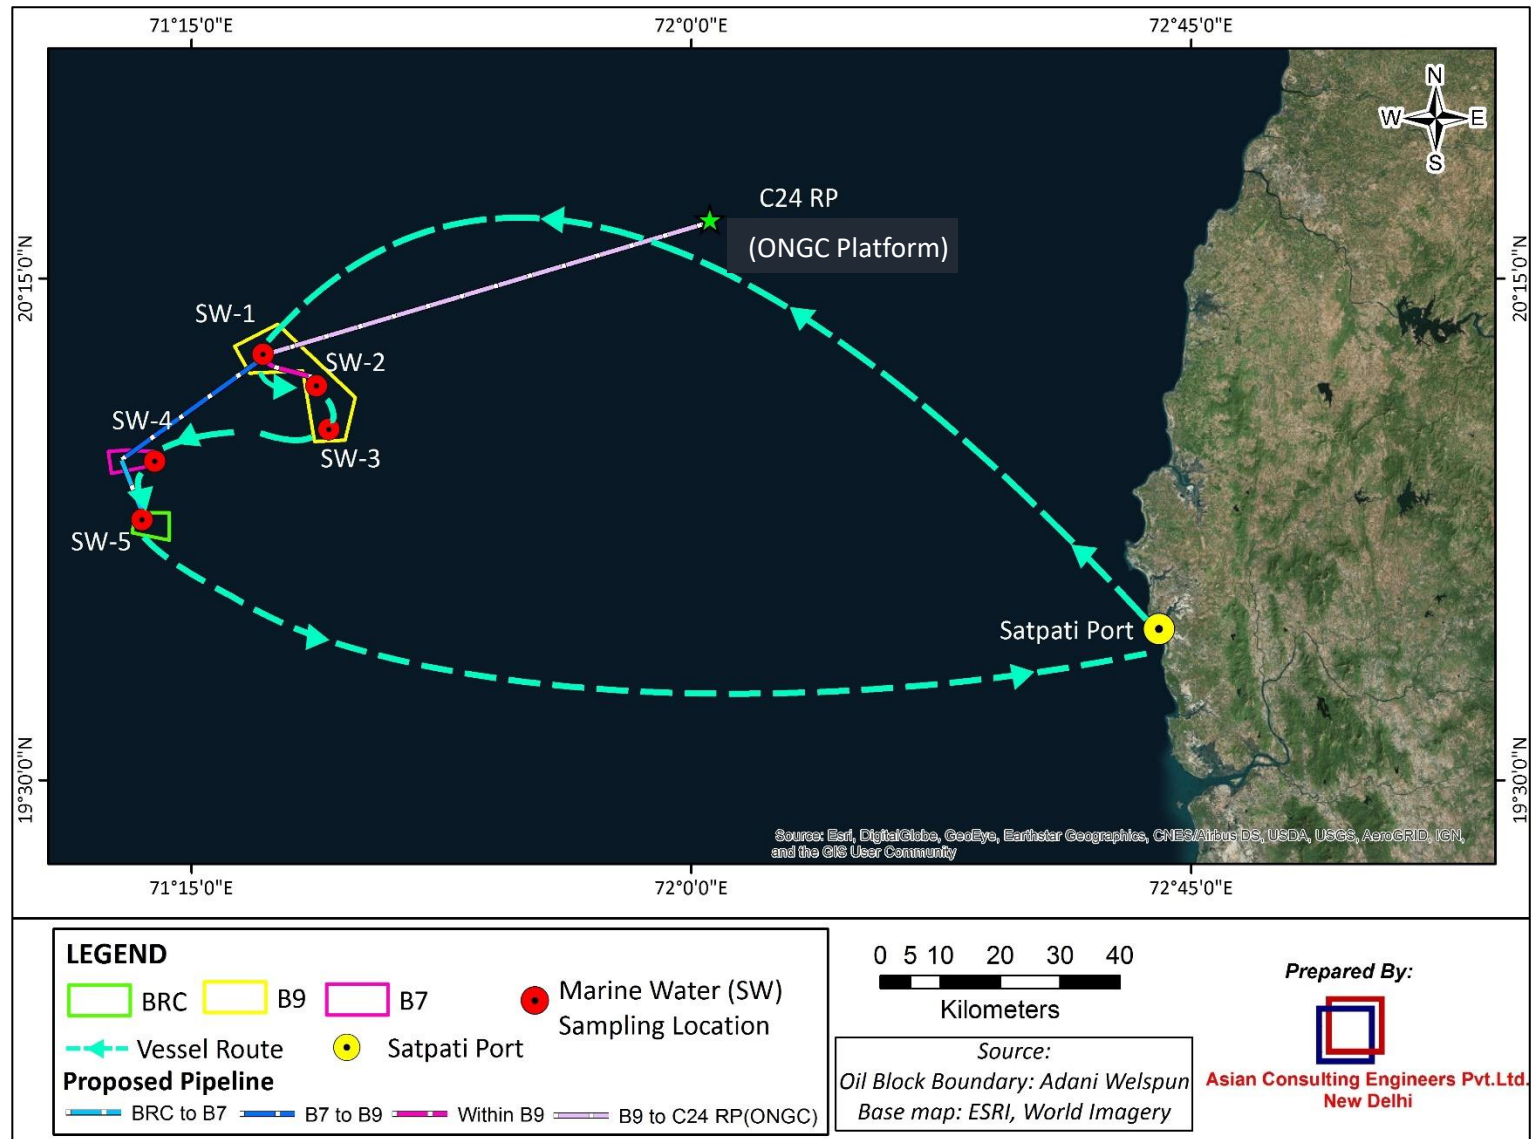 71°15'0"E
72°0'0"E
72°45'0"E
N
W
E
S
C24 RP
(ONGC Platform)
20°15'0"N
20°15'0"N
SW-1
SW-2
SW-4
SW-3
SW-5
Satpati Port
19°30'0"N
19°30'0"N
Source: Esri, DigitalGlobe, GeoEye, Earthstar Geographics, CNES/Airbus DS, USDA, USGS, AeroGRID, IGN,
and the GIS User Community
71°15'0"E
72°0'0"E
72°45'0"E
LEGEND
BRC
B9
B7
Marine Water (SW)
Sampling Location
Vessel Route
Satpati Port
Proposed Pipeline
BRC to B7
B7 to B9
Within B9
B9 to C24 RP(ONGC)
0 5 10 20 30 40
Kilometers
Source:
Oil Block Boundary: Adani Welspun
Base map: ESRI, World Imagery
Prepared By:
Asian Consulting Engineers Pvt.Ltd.
New Delhi